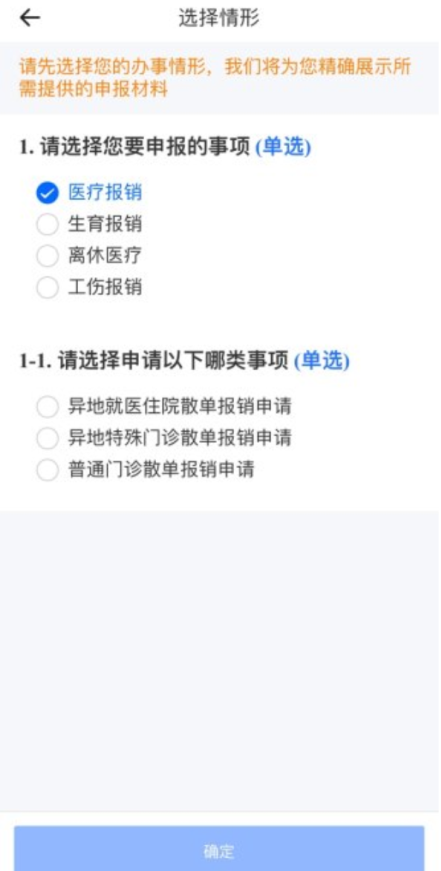 选择情形
请先选择您的办事情形，我们将为您精确展示所
需提供的申报材料
1. 请选择您要申报的事项 (单选)
医疗报销
生育报销
离休医疗
工伤报销
1-1. 请选择申请以下哪类事项 (单选)
异地就医住院散单报销申请
异地特殊门诊散单报销申请
普通门诊散单报销申请
确定